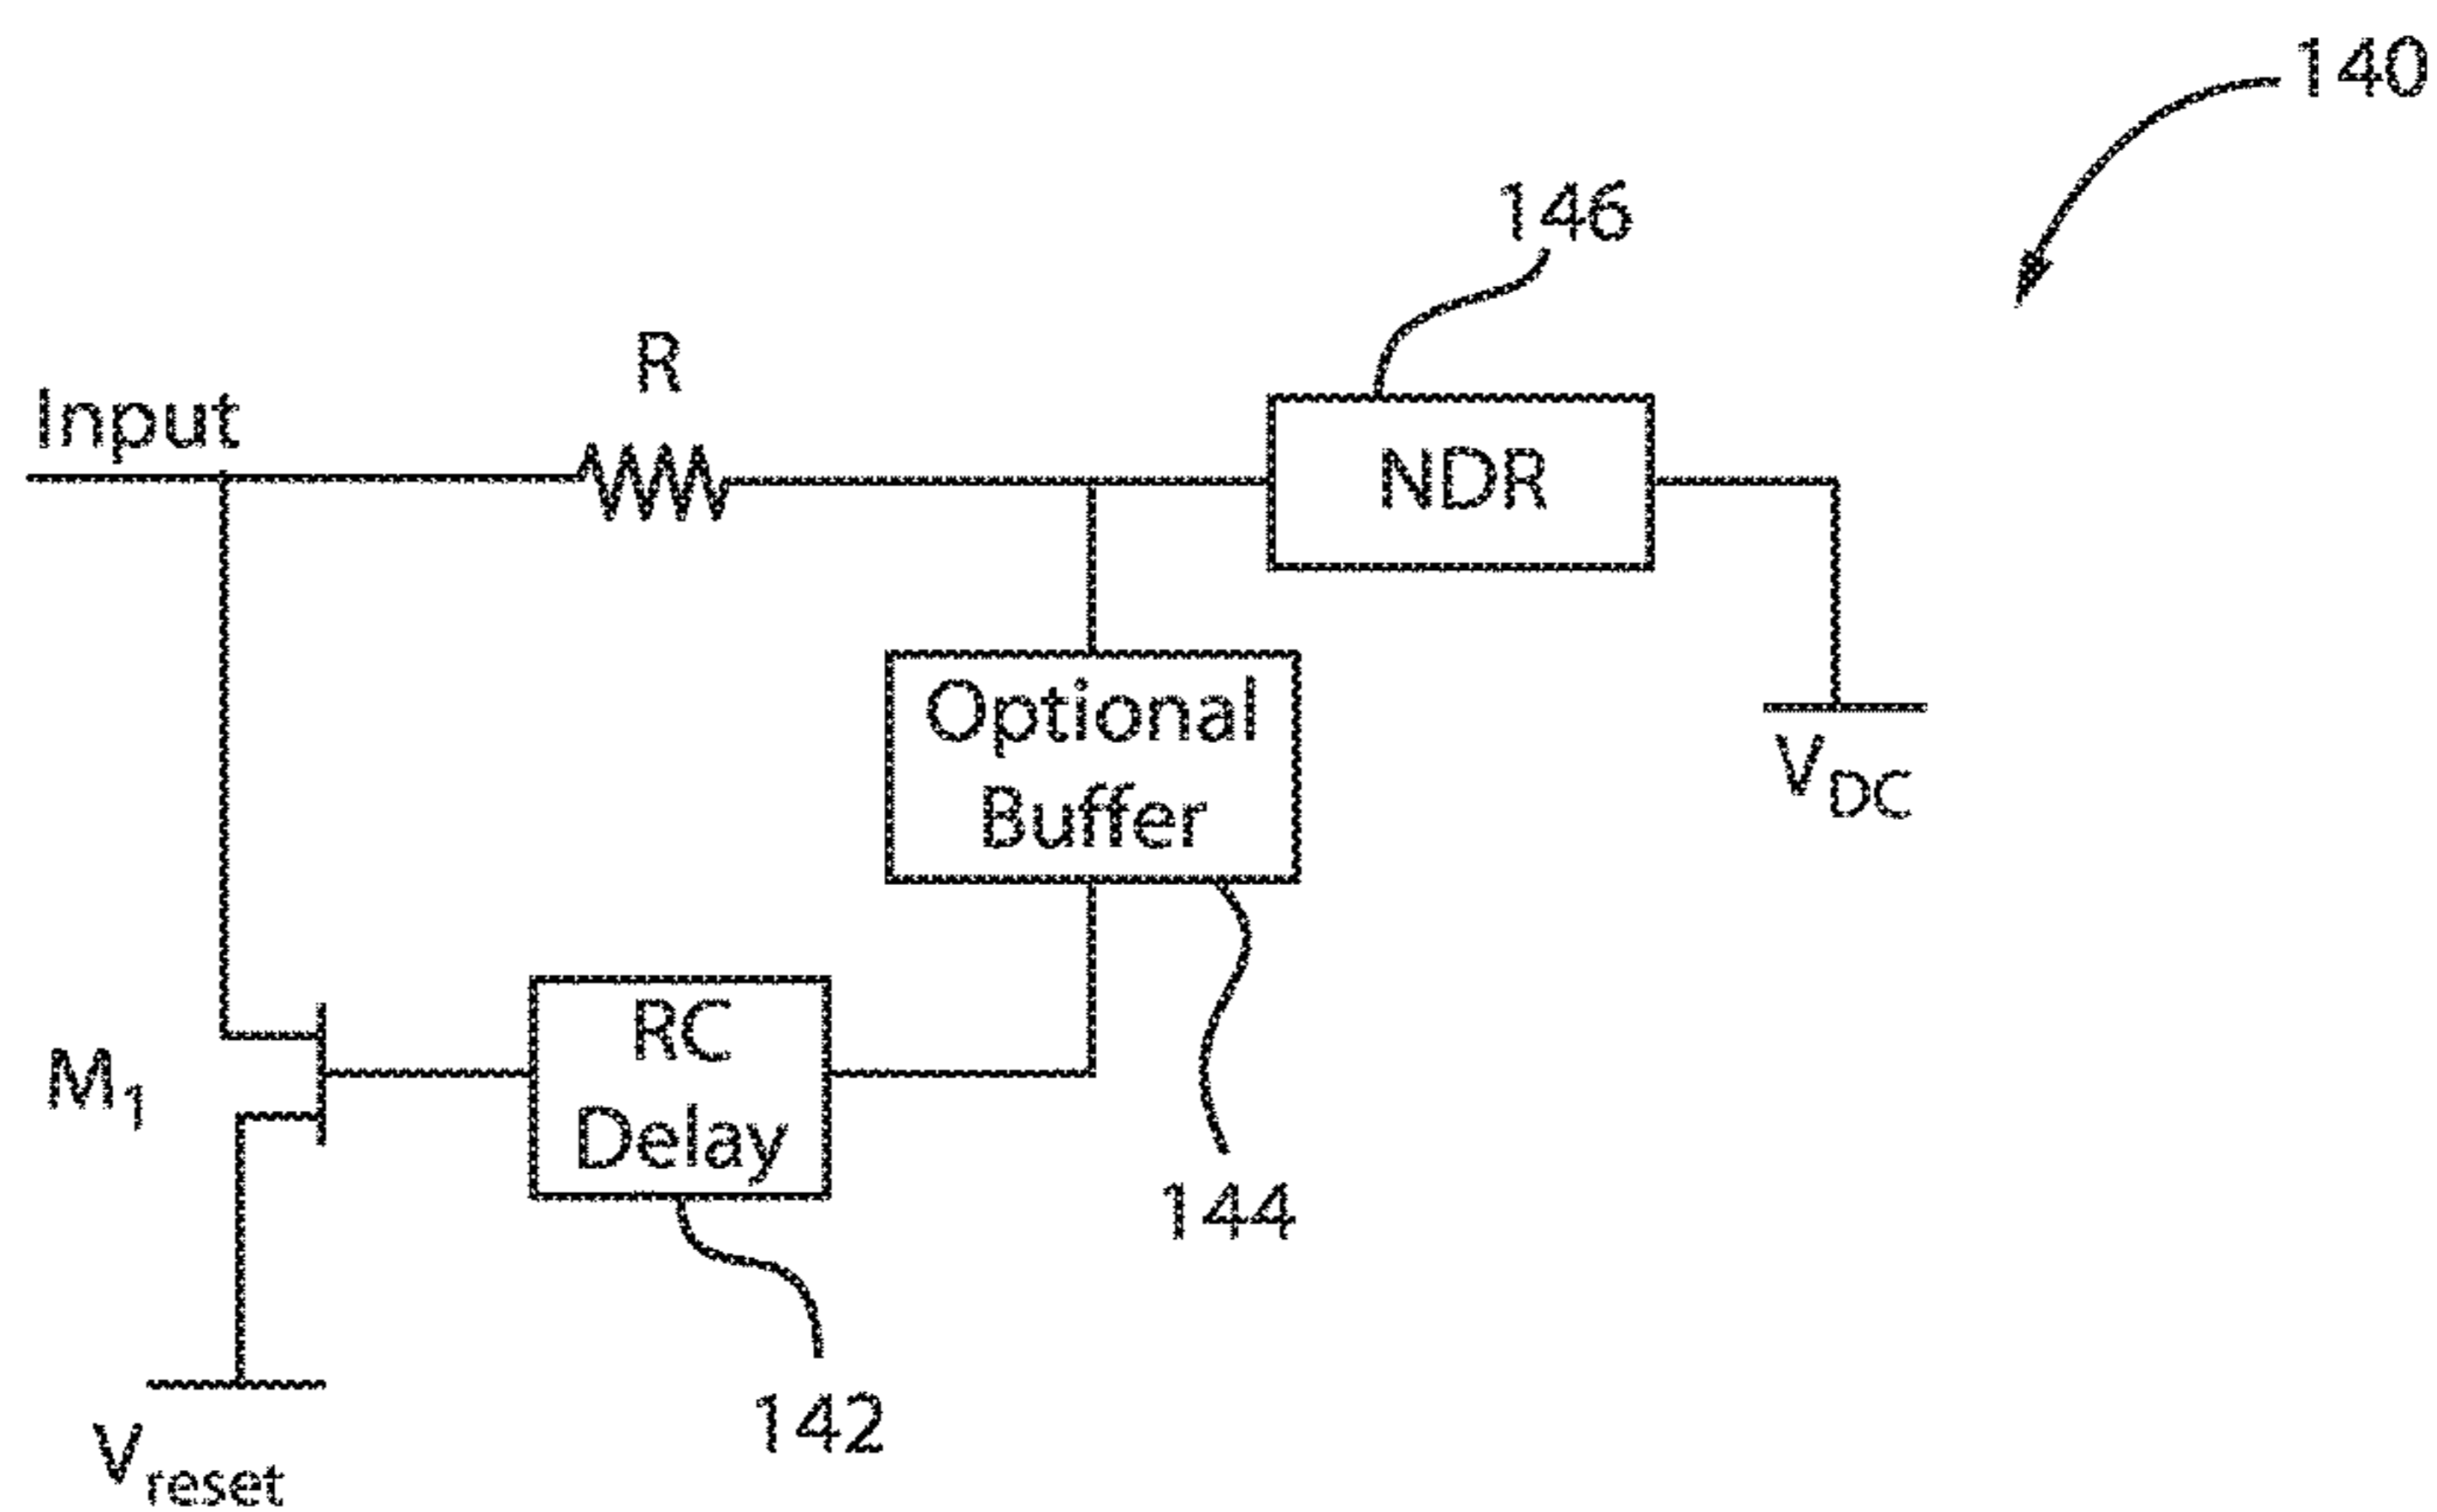 140
146
R
Input
NDR
Optional
Buffer
VDC
RC
Delay
M1
144
142
Vreset